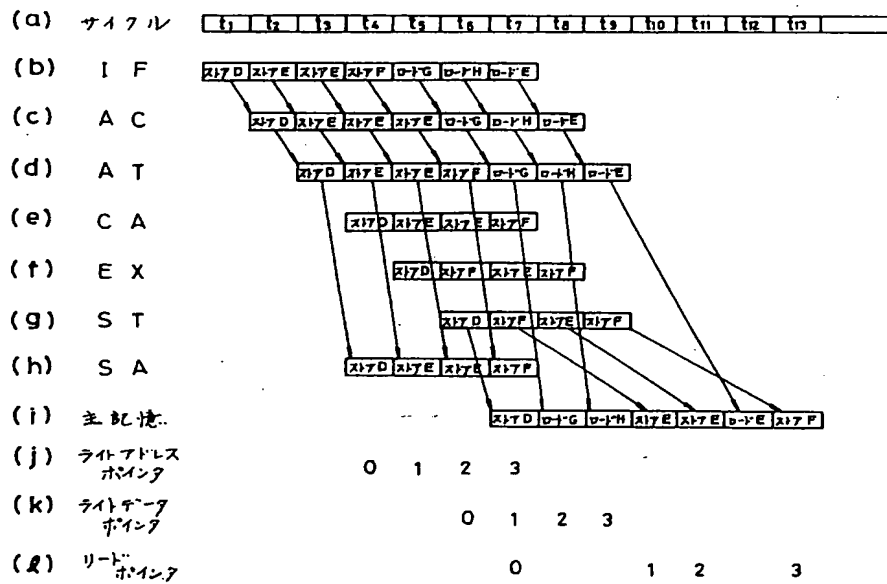 (a) サイクル t1 t2 t3 t4 t5 t6 t7 t8 t9 t10 t11 t12 t13
(b) I F ストアD ストアE ストアE ストアF ロードG ロードH ロードE
(c) A C ストアD ストアE ストアE ストアE ロードG ロードH ロードE
(d) A T ストアD ストアE ストアE ストアF ロードG ロードH ロードE
(e) C A ストアD ストアE ストアE ストアF
(f) E X ストアD ストアF ストアE ストアF
(g) S T ストアD ストアF ストアE ストアF
(h) S A ストアD ストアE ストアE ストアF
(i) 主記憶 ストアD ロードG ロードH ストアE ストアE ロードE ストアF
(j) ライトアドレス
ポインタ 0 1 2 3
(k) ライトデータ
ポインタ 0 1 2 3
(l) リード
ポインタ 0 1 2 3